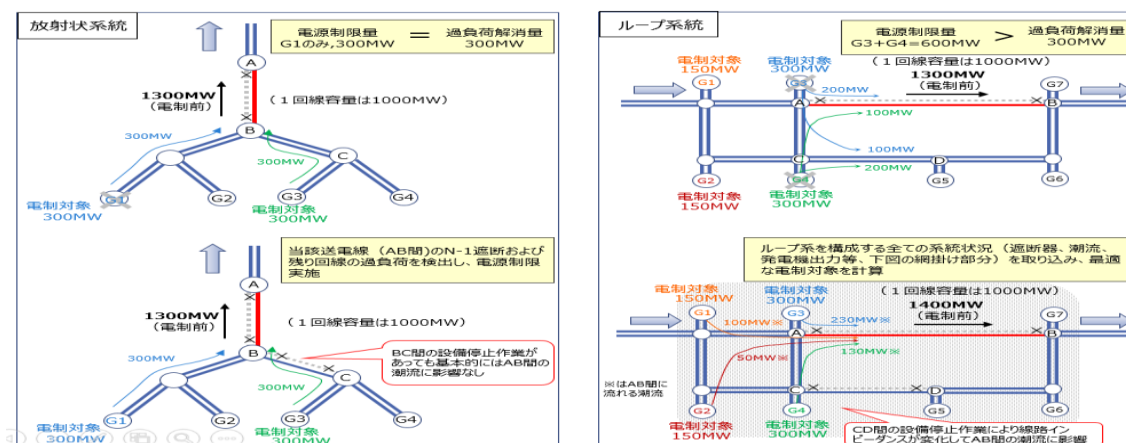 放射状系統
電源制限量
G1のみ,300MW
=
過負荷解消量
300MW
A
1300MW
(電制前)
(1回線容量は1000MW)
B
300MW
300MW
C
G1
G2
G3
G4
電制対象
300MW
電制対象
300MW
当該送電線(AB間)のN-1遮断および
残り回線の過負荷を検出し、電源制限
実施
A
1300MW
(電制前)
(1回線容量は1000MW)
B
BC間の設備停止作業が
あっても基本的にはAB間の
潮流に影響なし
300MW
300MW
C
G1
G2
G3
G4
電制対象
300MW
電制対象
300MW
ループ系統
電源制限量
G3+G4=600MW
>
過負荷解消量
300MW
電制対象
150MW
電制対象
300MW
(1回線容量は1000MW)
1300MW
(電制前)
G1
G3
G7
200MW
A
B
100MW
100MW
C
D
200MW
G2
G4
G5
G6
電制対象
150MW
電制対象
300MW
ループ系を構成する全ての系統状況(遮断器、潮流、
発電機出力等、下図の網掛け部分)を取り込み、最適
な電制対象を計算
電制対象
150MW
電制対象
300MW
(1回線容量は1000MW)
1400MW
(電制前)
G1
G3
G7
100MW※
230MW※
A
B
50MW※
130MW※
※はAB間に
流れる潮流
C
D
G2
G4
G5
G6
電制対象
150MW
電制対象
300MW
CD間の設備停止作業により線路イン
ピーダンスが変化してAB間の潮流に影響